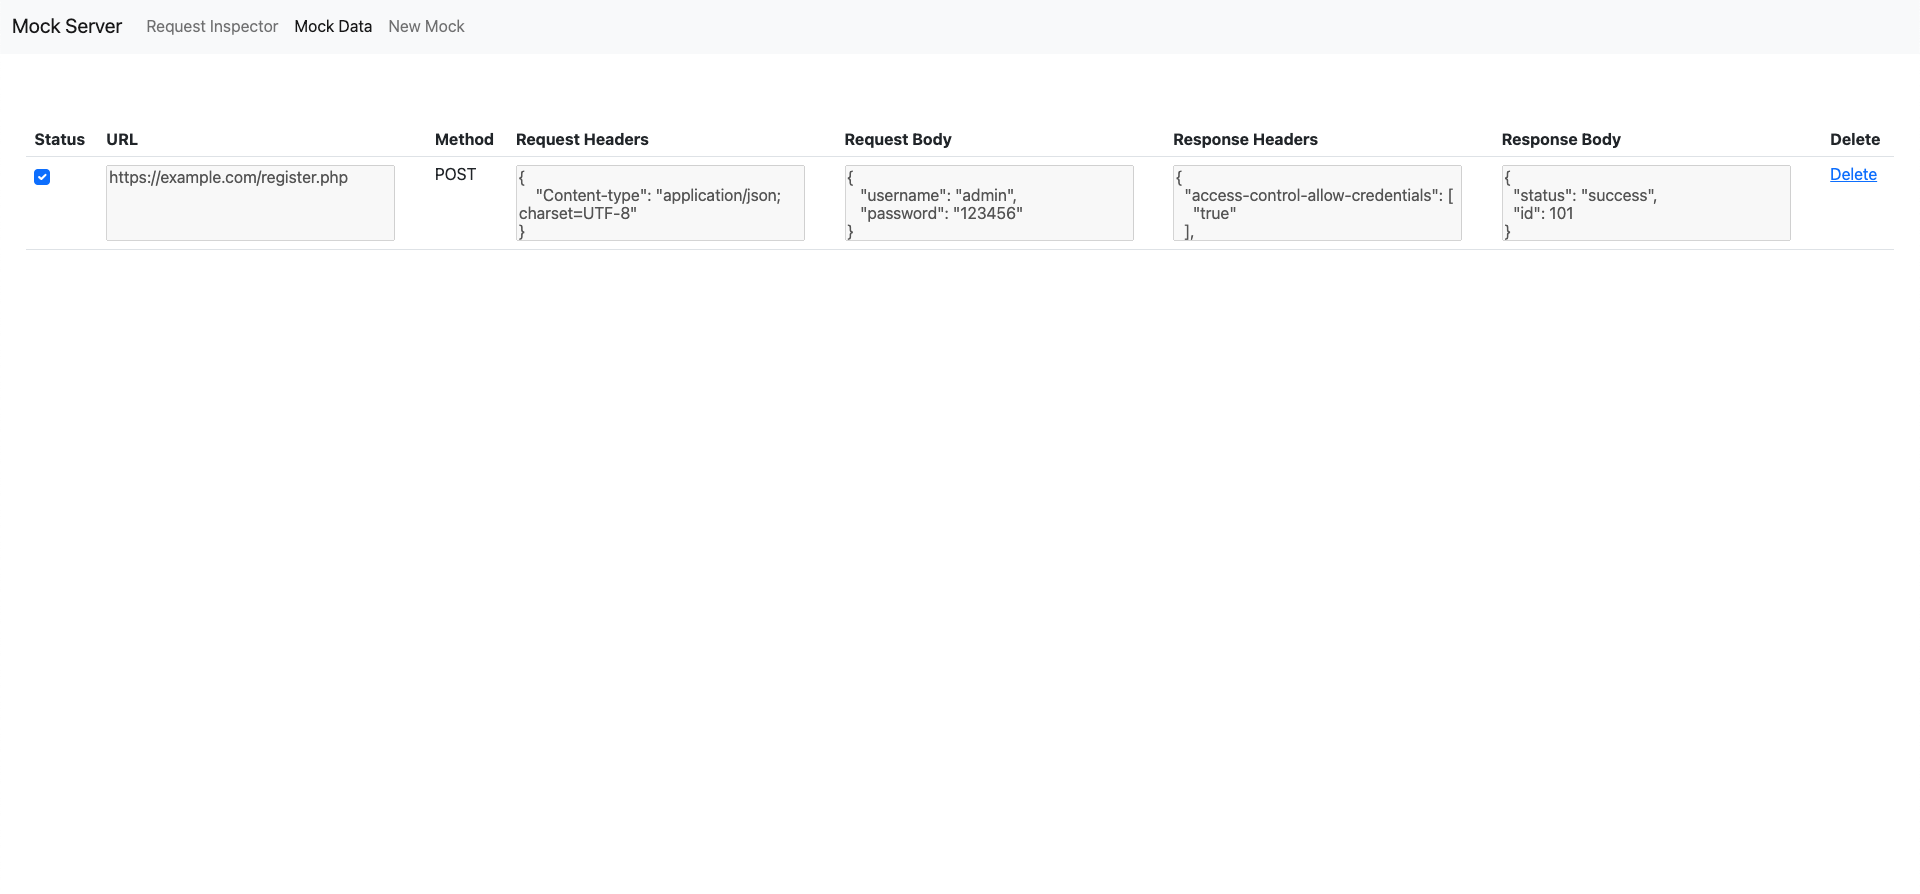 Mock Server Request Inspector Mock Data New Mock
Status URL Method Request Headers Request Body Response Headers Response Body Delete
https://example.com/register.php
POST
{
"Content-type": "application/json;
charset=UTF-8"
}
{
"username": "admin",
"password": "123456"
}
{
"access-control-allow-credentials": [
"true"
],
{
"status": "success",
"id": 101
}
Delete